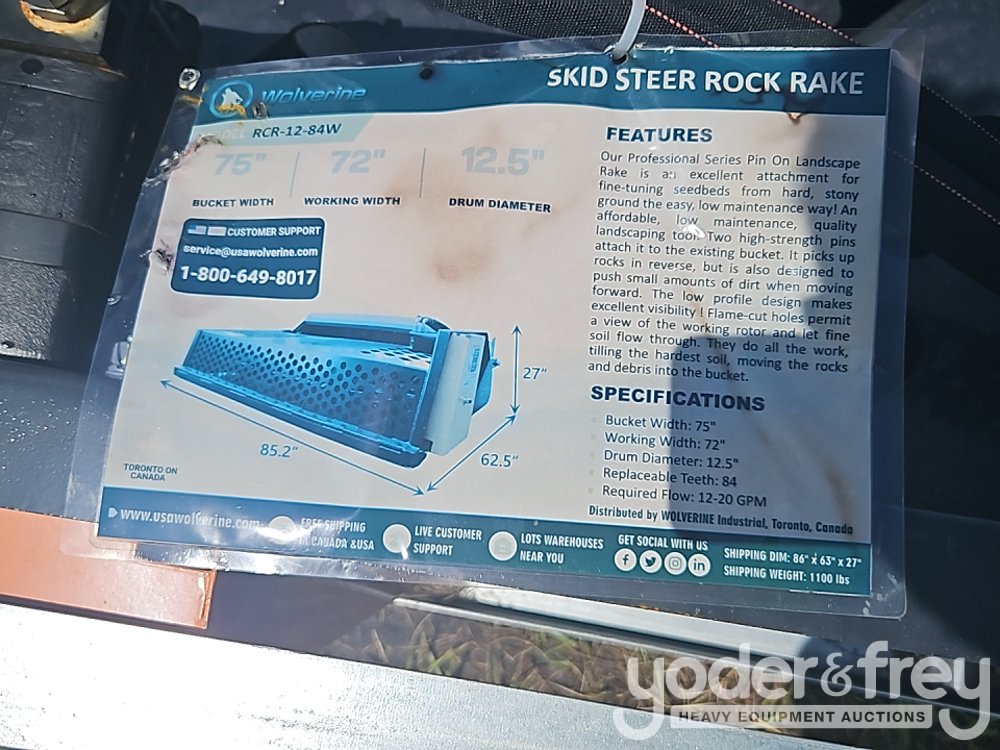 Wolverine
SKID STEER ROCK RAKE
MODEL RCR-12-84W
75" 72" 12.5"
BUCKET WIDTH WORKING WIDTH DRUM DIAMETER
CUSTOMER SUPPORT
service@usawolverine.com
1-800-649-8017
FEATURES
Our Professional Series Pin On Landscape
Rake is an excellent attachment for
fine-tuning seedbeds from hard, stony
ground the easy, low maintenance way! An
affordable, low maintenance, quality
landscaping tool. Two high-strength pins
attach it to the existing bucket. It picks up
rocks in reverse, but is also designed to
push small amounts of dirt when moving
forward. The low profile design makes
excellent visibility ! Flame-cut holes permit
a view of the working rotor and let fine
soil flow through. They do all the work,
tilling the hardest soil, moving the rocks
and debris into the bucket.
27"
85.2"
62.5"
SPECIFICATIONS
Bucket Width: 75"
Working Width: 72"
Drum Diameter: 12.5"
Replaceable Teeth: 84
Required Flow: 12-20 GPM
Distributed by WOLVERINE Industrial, Toronto, Canada
TORONTO ON
CANADA
www.usawolverine.com
FREE SHIPPING
IN CANADA &USA
LIVE CUSTOMER
SUPPORT
LOTS WAREHOUSES
NEAR YOU
GET SOCIAL WITH US
SHIPPING DIM: 86" x 63" x 27"
SHIPPING WEIGHT: 1100 lbs
yoder&frey
HEAVY EQUIPMENT AUCTIONS